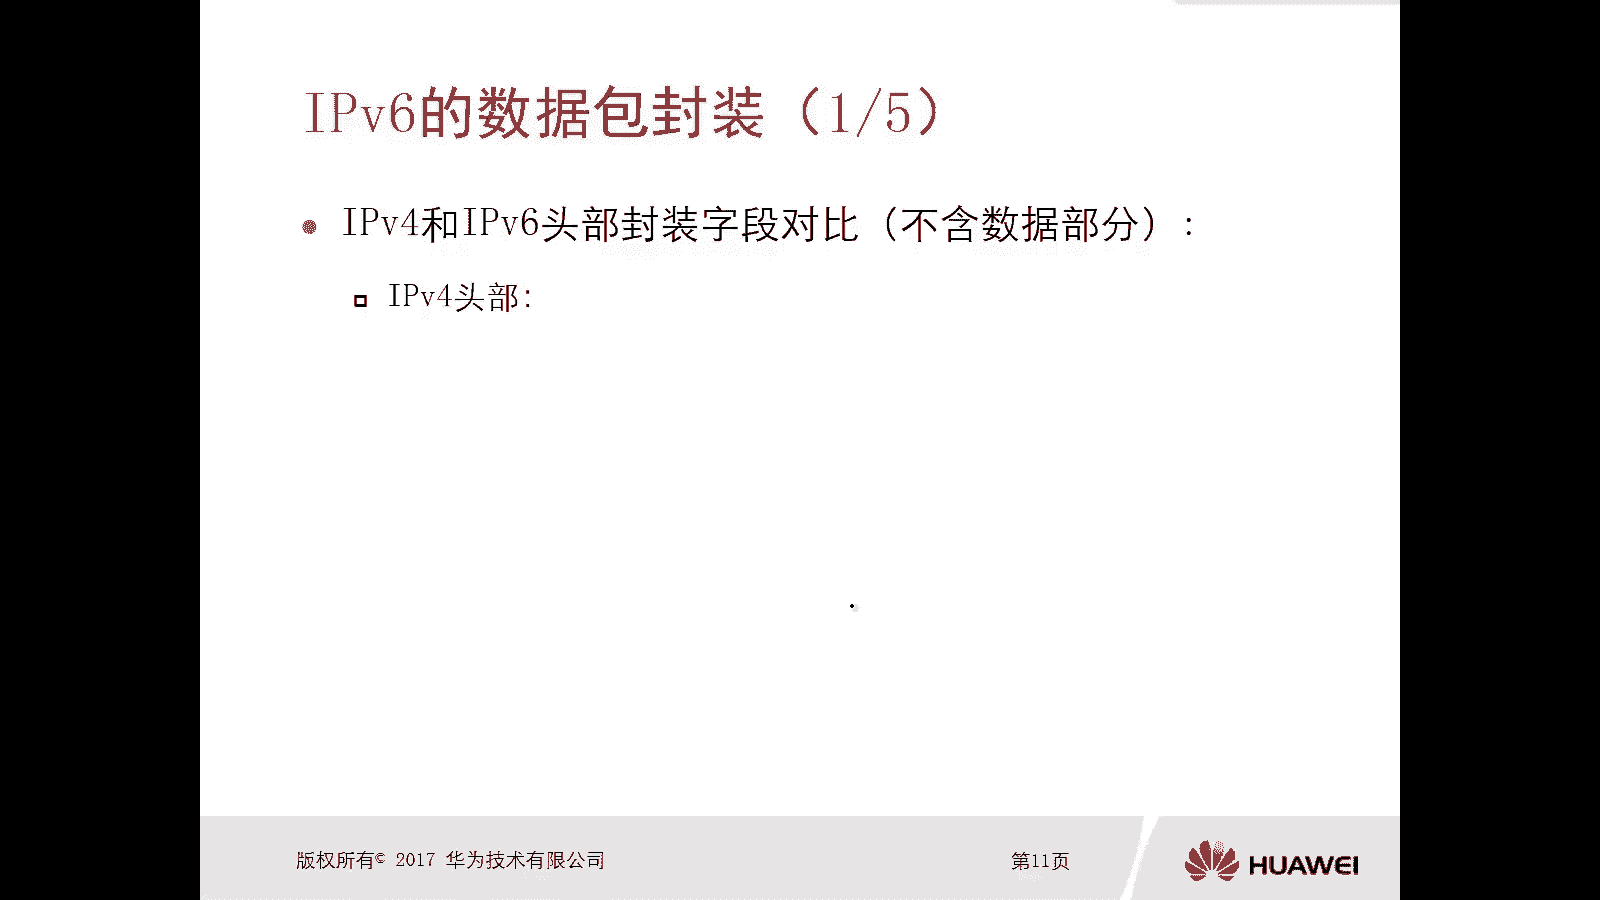 IPv6的数据包封装（1/5）
IPv4和IPv6头部封装字段对比（不含数据部分）：
IPv4头部：
版权所有© 2017 华为技术有限公司
第11页
HUAWEI